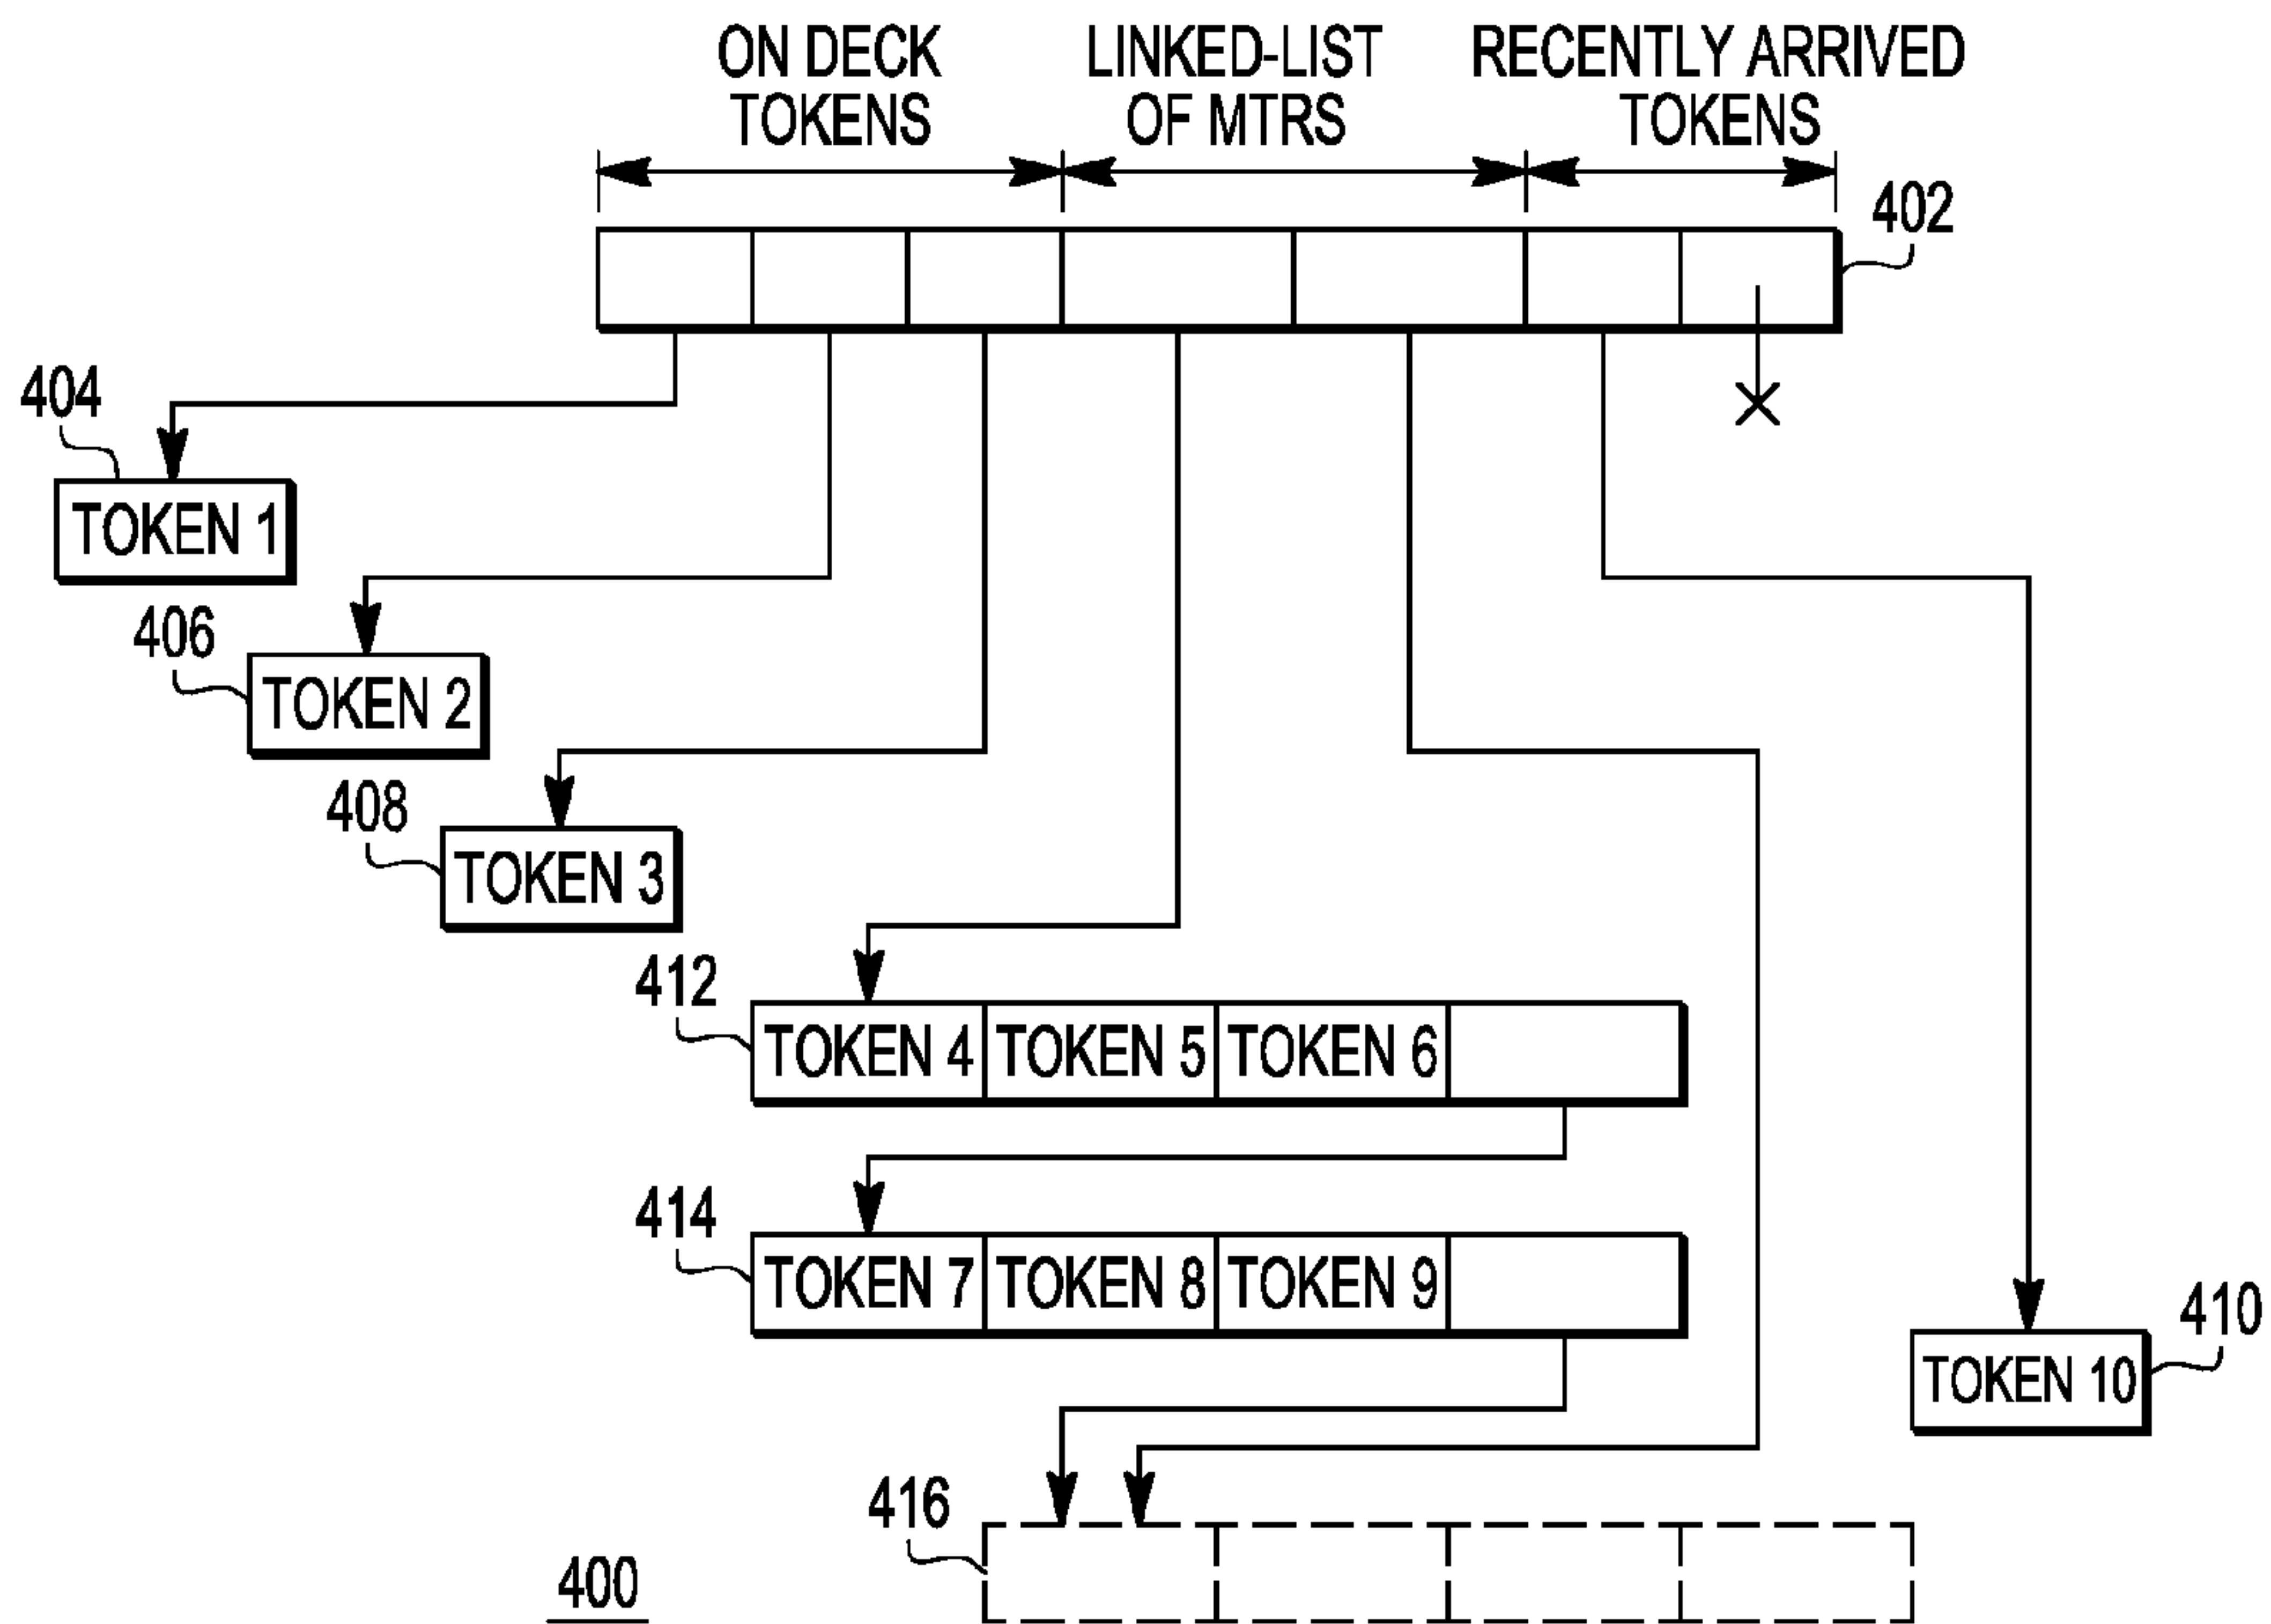 ON DECK
TOKENS
LINKED-LIST
OF MTRS
RECENTLY ARRIVED
TOKENS
402
404
TOKEN 1
406
TOKEN 2
408
TOKEN 3
412
TOKEN 4 TOKEN 5 TOKEN 6
414
TOKEN 7 TOKEN 8 TOKEN 9
410
TOKEN 10
416
400